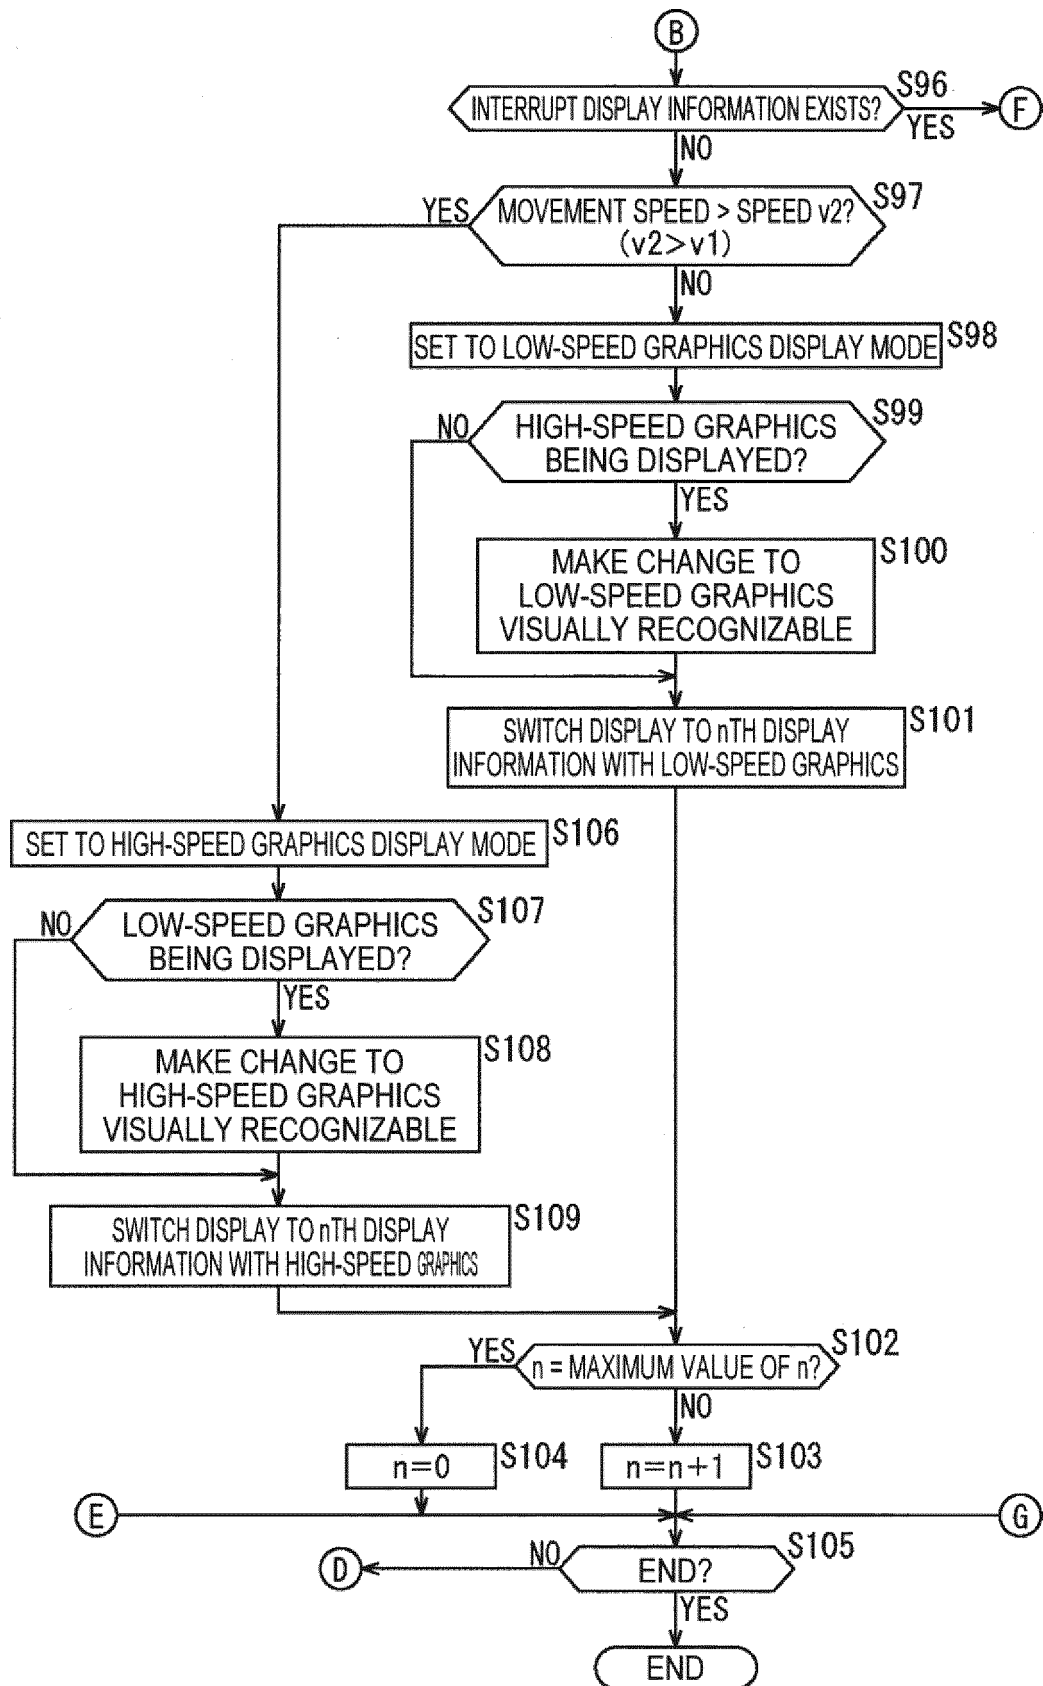 B
S96
INTERRUPT DISPLAY INFORMATION EXISTS?
YES
F
NO
S97
YES
MOVEMENT SPEED > SPEED v2?
(v2>v1)
NO
S98
SET TO LOW-SPEED GRAPHICS DISPLAY MODE
S99
NO
HIGH-SPEED GRAPHICS
BEING DISPLAYED?
YES
S100
MAKE CHANGE TO
LOW-SPEED GRAPHICS
VISUALLY RECOGNIZABLE
S101
SWITCH DISPLAY TO nTH DISPLAY
INFORMATION WITH LOW-SPEED GRAPHICS
S106
SET TO HIGH-SPEED GRAPHICS DISPLAY MODE
S107
NO
LOW-SPEED GRAPHICS
BEING DISPLAYED?
YES
S108
MAKE CHANGE TO
HIGH-SPEED GRAPHICS
VISUALLY RECOGNIZABLE
S109
SWITCH DISPLAY TO nTH DISPLAY
INFORMATION WITH HIGH-SPEED GRAPHICS
S102
YES
n = MAXIMUM VALUE OF n?
NO
S104
n=0
S103
n=n+1
E
G
S105
NO
D
END?
YES
END